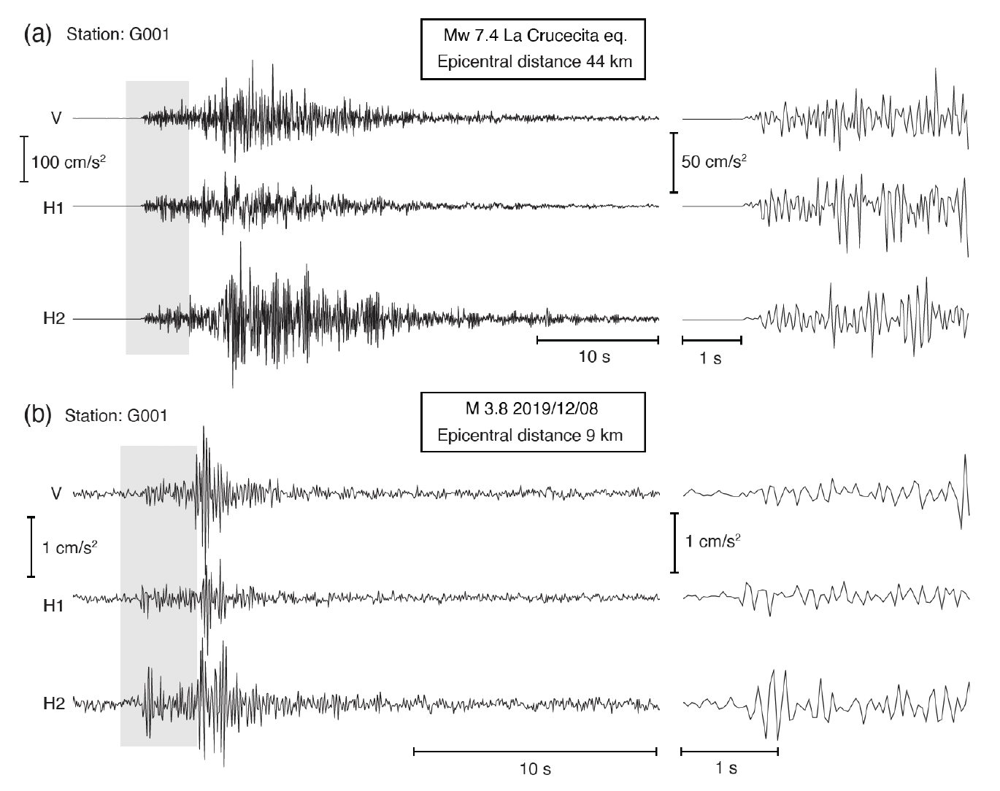 (a) Station: G001
Mw 7.4 La Crucecita eq.
Epicentral distance 44 km
V
100 cm/s²
50 cm/s²
H1
H2
10 s
1 s
(b) Station: G001
M 3.8 2019/12/08
Epicentral distance 9 km
V
1 cm/s²
1 cm/s²
H1
H2
10 s
1 s